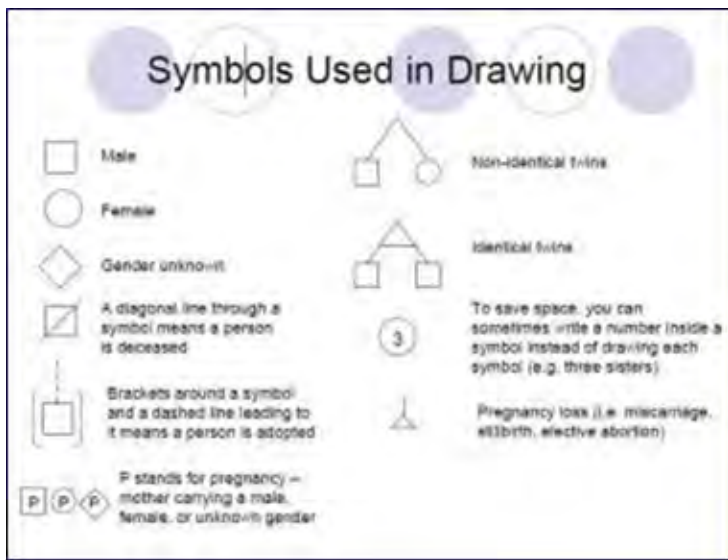 Symbols Used in Drawing
Male
Female
Gender unknown
A diagonal line through a
symbol means a person
is deceased
Brackets around a symbol
and a dashed line leading to
it means a person is adopted
P P P
P stands for pregnancy –
mother carrying a male,
female, or unknown gender
Non-identical twins
Identical twins
3
To save space, you can
sometimes write a number inside a
symbol instead of drawing each
symbol (e.g. three sisters)
Pregnancy loss (i.e. miscarriage,
stillbirth, elective abortion)